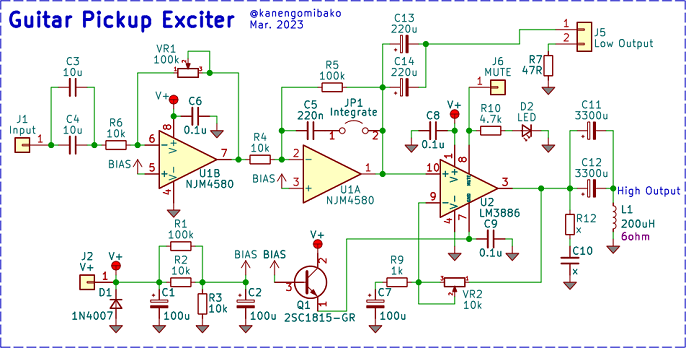 Guitar Pickup Exciter
@kanengomibako
Mar. 2023
C13
10u
C14
220u
J5
1
2
Low Output
R7
47R
VR1
100k
1
2
3
C3
10u
C4
10u
J1
Input
1
R6
10k
V+
C6
0.1u
8
V+
V-
4
6
5
7
BIAS
U1B
NJM4580
R5
100k
C5
220n
JP1
Integrate
R4
10k
2
3
1
BIAS
U1A
NJM4580
J6
MUTE
1
V+
C8
0.1u
R10
4.7k
D2
LED
C11
3300u
C12
3300u
High Output
10
9
1
8
V+
V-
MUTE
GND
4
7
3
U2
LM3886
C9
0.1u
R12
x
C10
x
L1
200uH
6ohm
J2
V+
1
V+
D1
1N4007
C1
100u
R1
100k
R2
10k
R3
10k
C2
100u
BIAS
BIAS
V+
3
2
1
Q1
2SC1815-GR
C7
100u
R9
1k
1
2
3
VR2
10k